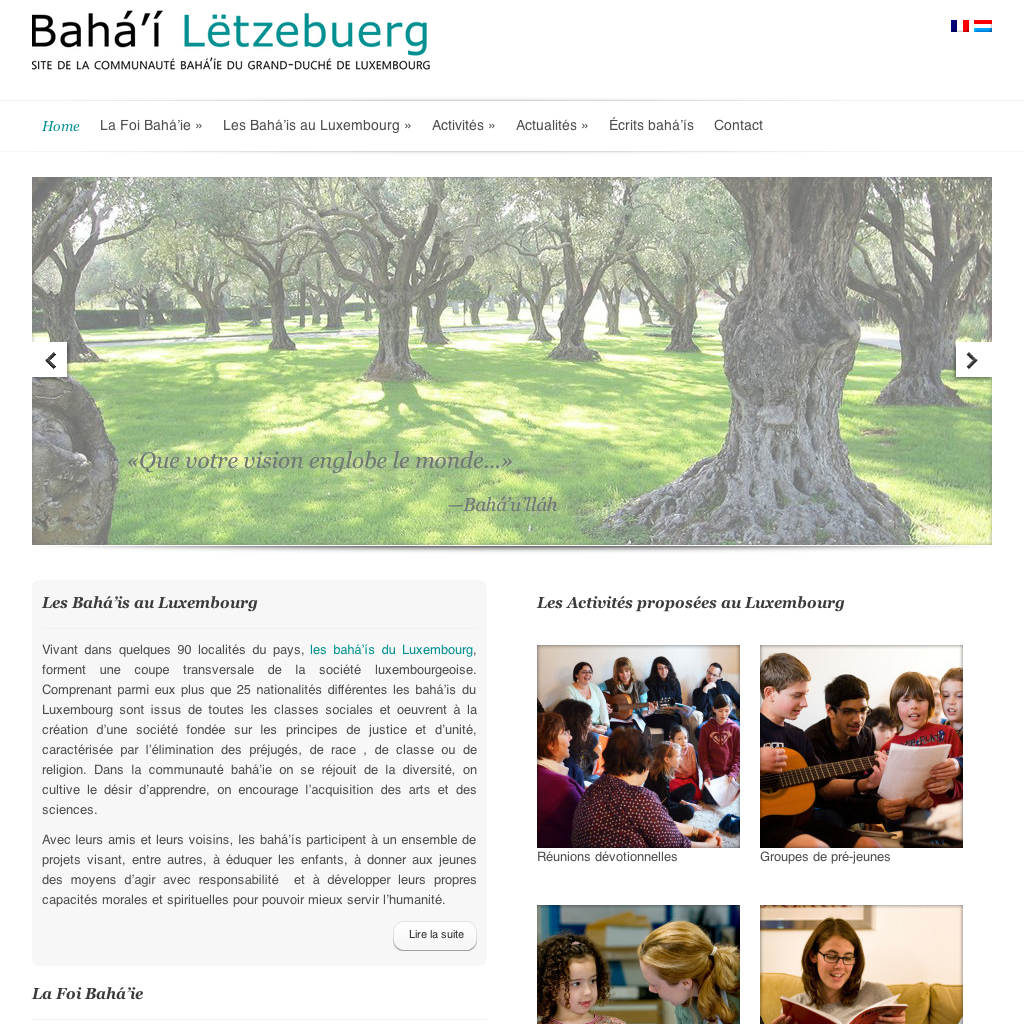 Bahá’í Lëtzebuerg
SITE DE LA COMMUNAUTÉ BAHÁ’ÍE DU GRAND-DUCHÉ DE LUXEMBOURG
Home La Foi Bahá’ie » Les Bahá’is au Luxembourg » Activités » Actualités » Écrits bahá’ís Contact
«Que votre vision englobe le monde...»
—Bahá’u’lláh
Les Bahá’is au Luxembourg
Vivant dans quelques 90 localités du pays, les bahá’ís du Luxembourg,
forment une coupe transversale de la société luxembourgeoise.
Comprenant parmi eux plus que 25 nationalités différentes les bahá’is du
Luxembourg sont issus de toutes les classes sociales et oeuvrent à la
création d’une société fondée sur les principes de justice et d’unité,
caractérisée par l’élimination des préjugés, de race , de classe ou de
religion. Dans la communauté bahá’ie on se réjouit de la diversité, on
cultive le désir d’apprendre, on encourage l’acquisition des arts et des
sciences.
Avec leurs amis et leurs voisins, les bahá’ís participent à un ensemble de
projets visant, entre autres, à éduquer les enfants, à donner aux jeunes
des moyens d’agir avec responsabilité et à développer leurs propres
capacités morales et spirituelles pour pouvoir mieux servir l’humanité.
Lire la suite
La Foi Bahá’ie
Les Activités proposées au Luxembourg
Réunions dévotionnelles
Groupes de pré-jeunes